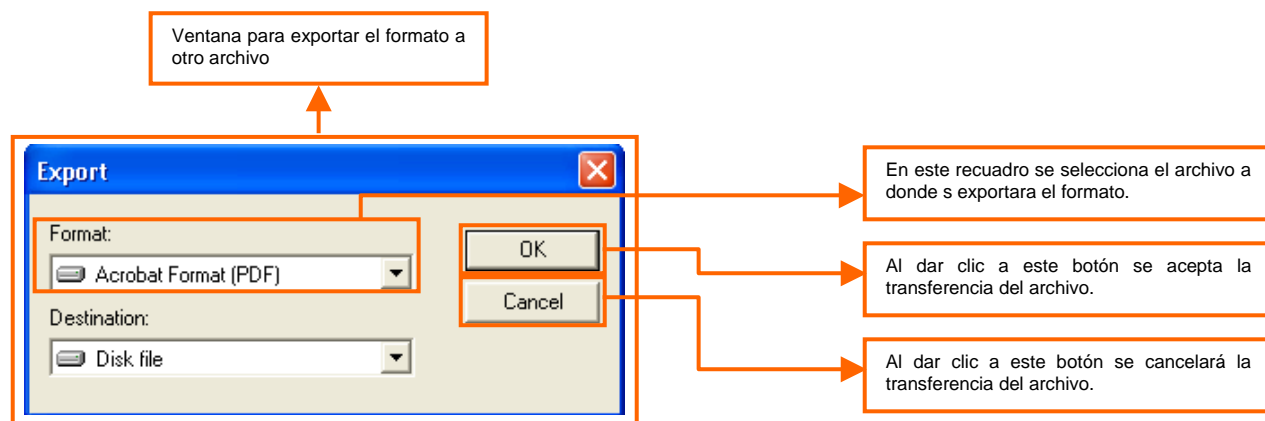 Ventana para exportar el formato a
otro archivo
Export
Format:
Acrobat Format (PDF)
Destination:
Disk file
OK
Cancel
En este recuadro se selecciona el archivo a
donde s exportara el formato.
Al dar clic a este botón se acepta la
transferencia del archivo.
Al dar clic a este botón se cancelará la
transferencia del archivo.